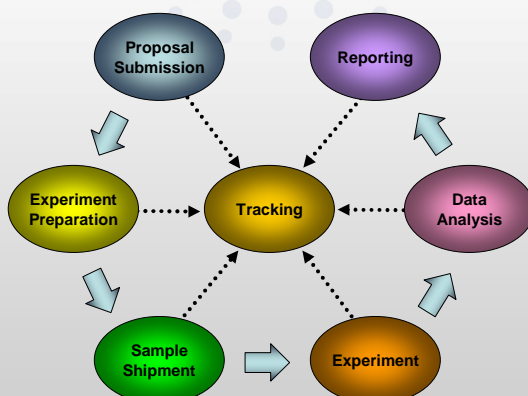 Proposal
Submission
Reporting
Experiment
Preparation
Tracking
Data
Analysis
Sample
Shipment
Experiment